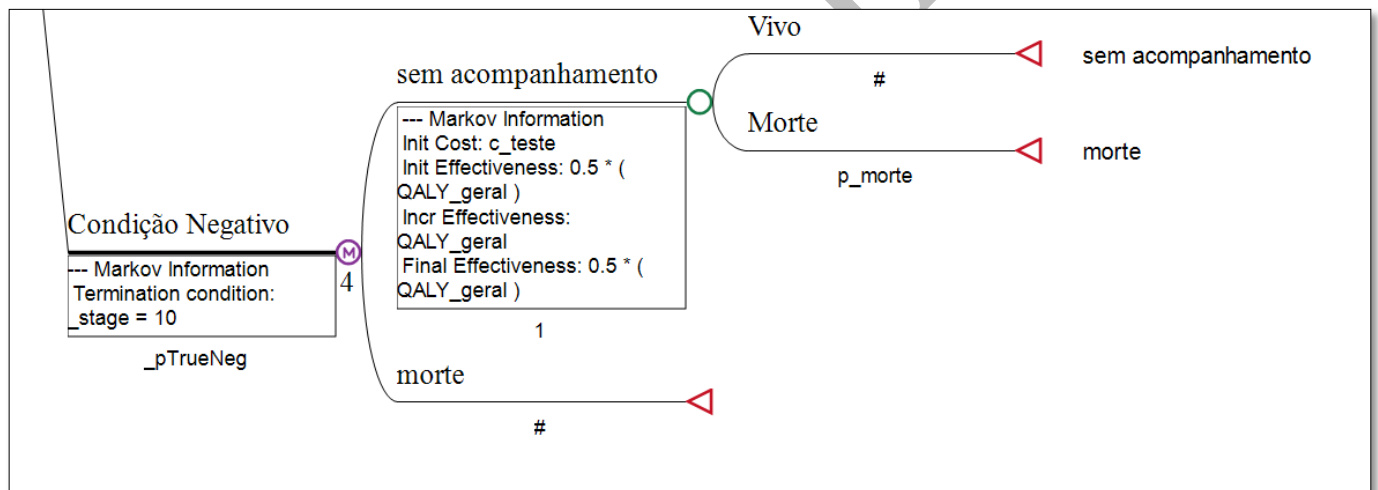 Vivo
#
sem acompanhamento
sem acompanhamento
--- Markov Information
Init Cost: c_teste
Init Effectiveness: 0.5 * (
QALY_geral )
Incr Effectiveness:
QALY_geral
Final Effectiveness: 0.5 * (
QALY_geral )
1
Morte
p_morte
morte
Condição Negativo
--- Markov Information
Termination condition:
_stage = 10
_pTrueNeg
M
4
morte
#